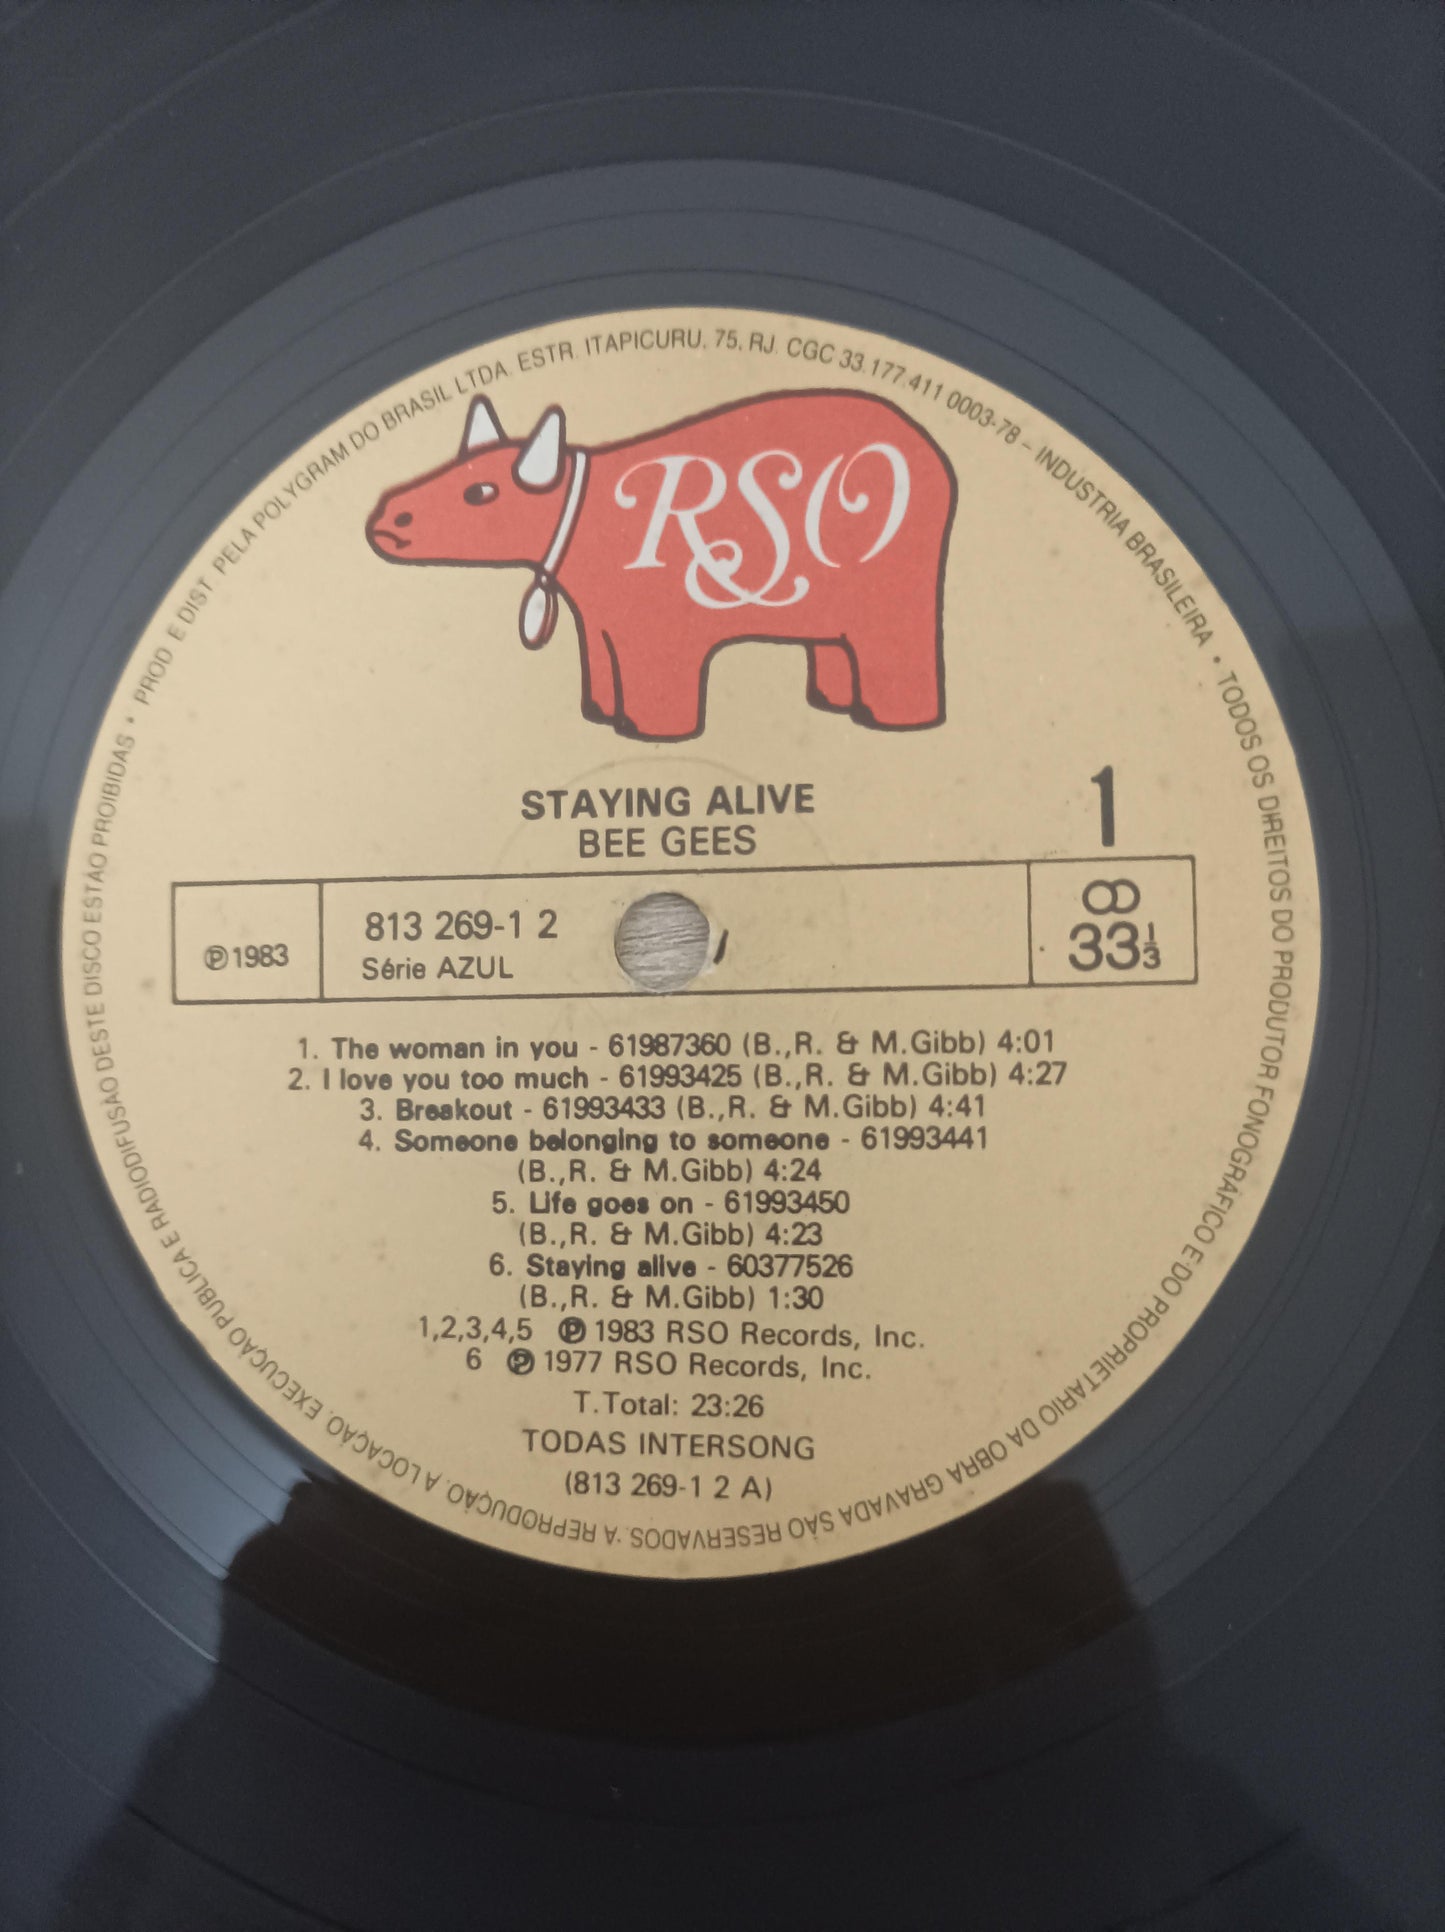 PROD. E DIST. PELA POLYGRAM DO BRASIL LTDA. ESTR. ITAPICURU, 75, RJ. CGC 33.177.411 0003-78 - INDÚSTRIA BRASILEIRA • TODOS OS DIREITOS DO PRODUTOR FONOGRÁFICO E DO PROPRIETÁRIO DA OBRA GRAVADA SÃO RESERVADOS. A REPRODUÇÃO, A LOCAÇÃO, EXECUÇÃO PÚBLICA E RADIODIFUSÃO DESTE DISCO ESTÃO PROIBIDAS •
RSO
STAYING ALIVE
BEE GEES
1
℗1983
813 269-1 2
Série AZUL
33⅓
1. The woman in you - 61987360 (B.,R. & M.Gibb) 4:01
2. I love you too much - 61993425 (B.,R. & M.Gibb) 4:27
3. Breakout - 61993433 (B.,R. & M.Gibb) 4:41
4. Someone belonging to someone - 61993441
(B.,R. & M.Gibb) 4:24
5. Life goes on - 61993450
(B.,R. & M.Gibb) 4:23
6. Staying alive - 60377526
(B.,R. & M.Gibb) 1:30
1,2,3,4,5 ℗ 1983 RSO Records, Inc.
6 ℗ 1977 RSO Records, Inc.
T.Total: 23:26
TODAS INTERSONG
(813 269-1 2 A)